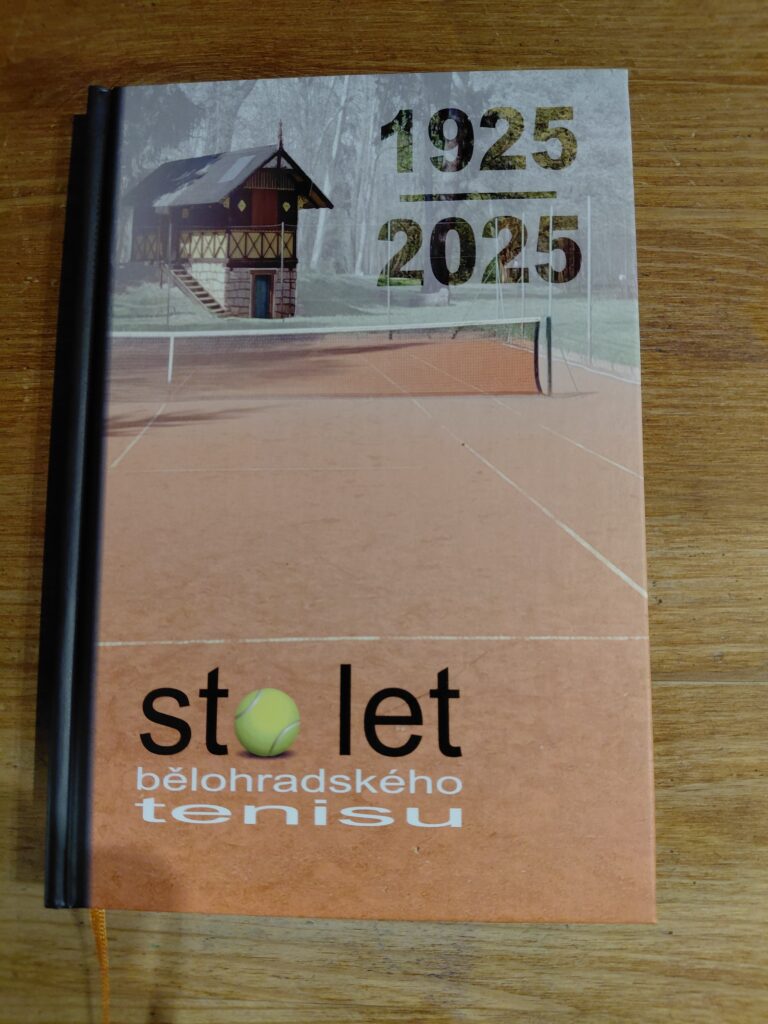 1925
2025
sto let
bělohradského
tenisu